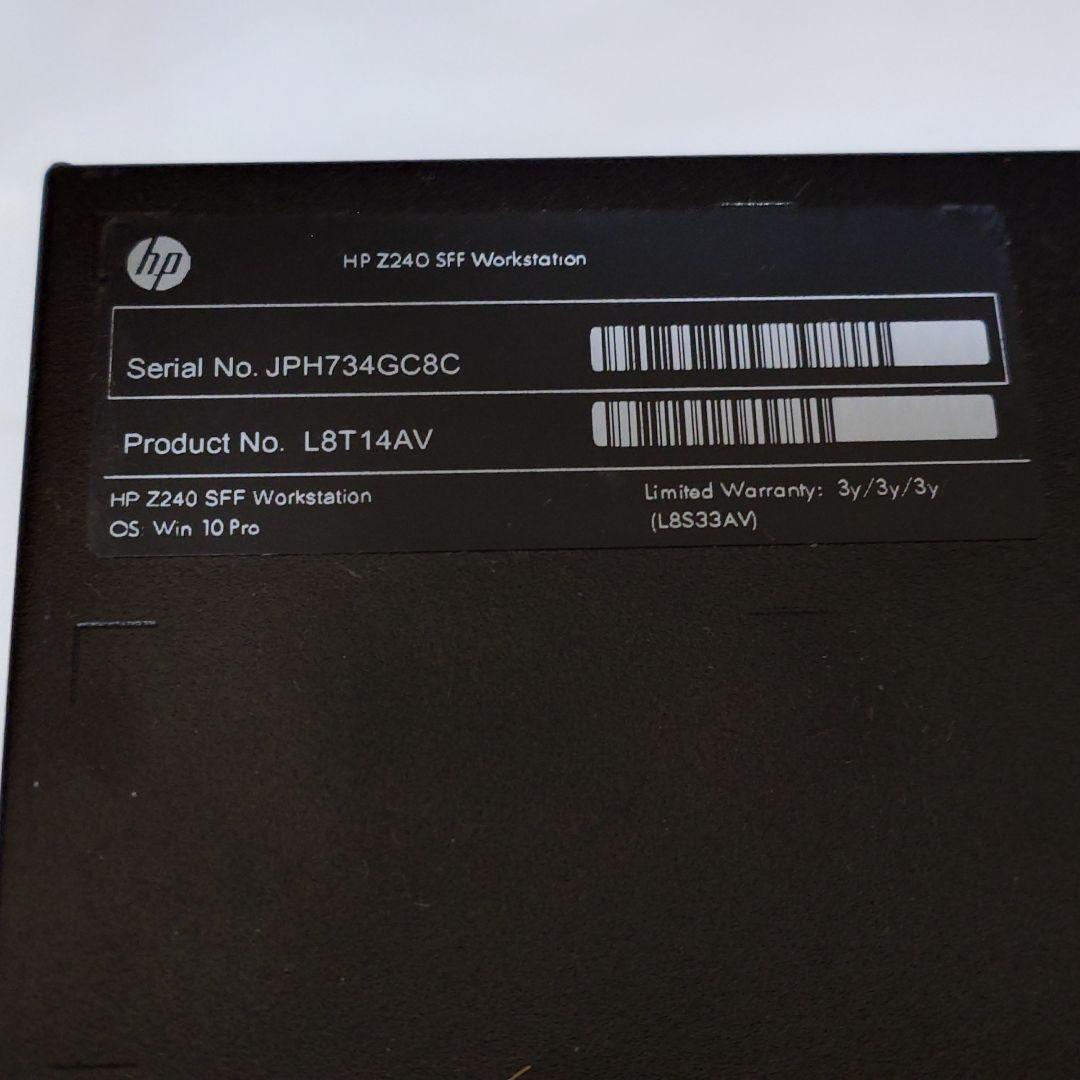 hp
HP Z240 SFF Workstation
Serial No. JPH734GC8C
Product No. L8T14AV
HP Z240 SFF Workstation
OS: Win 10 Pro
Limited Warranty: 3y/3y/3y
(L8S33AV)